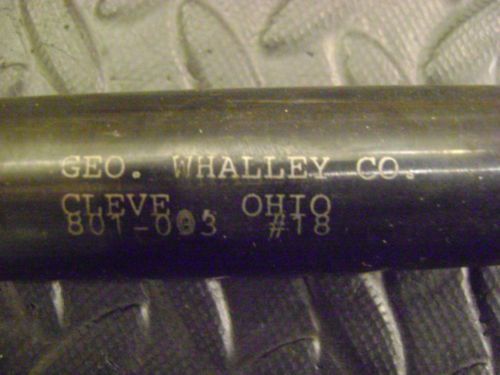 GEO. WHALLEY CO.
CLEVE., OHIO
801-003 #18